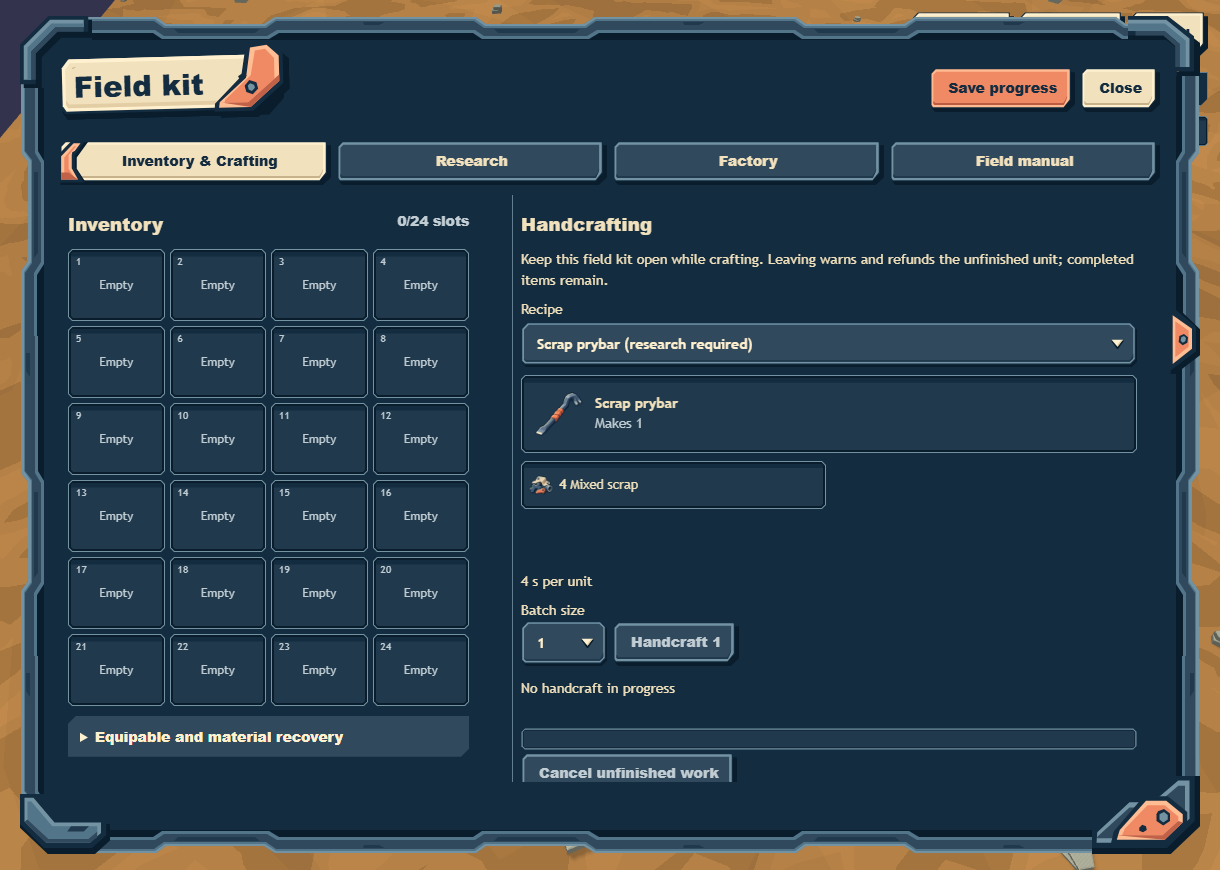 Field kit
Save progress
Close
Inventory & Crafting
Research
Factory
Field manual
Inventory
0/24 slots
1
Empty
2
Empty
3
Empty
4
Empty
5
Empty
6
Empty
7
Empty
8
Empty
9
Empty
10
Empty
11
Empty
12
Empty
13
Empty
14
Empty
15
Empty
16
Empty
17
Empty
18
Empty
19
Empty
20
Empty
21
Empty
22
Empty
23
Empty
24
Empty
Equipable and material recovery
Handcrafting
Keep this field kit open while crafting. Leaving warns and refunds the unfinished unit; completed
items remain.
Recipe
Scrap prybar (research required)
Scrap prybar
Makes 1
4 Mixed scrap
4 s per unit
Batch size
1
Handcraft 1
No handcraft in progress
Cancel unfinished work